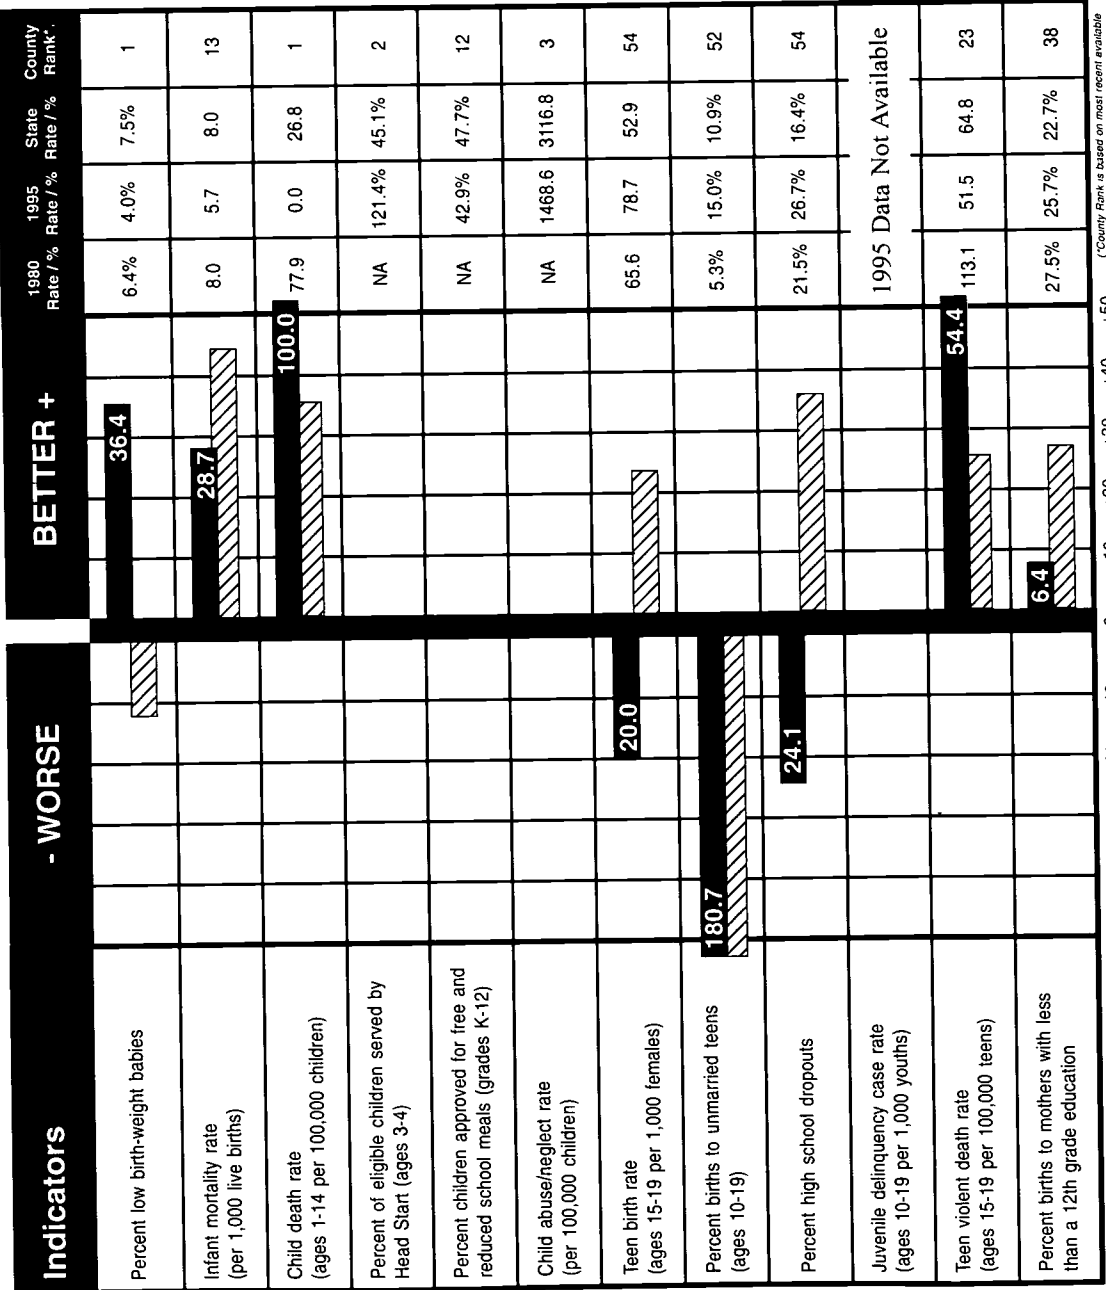 Indicators - WORSE BETTER + 1980 Rate / % 1995 Rate / % State Rate / % County Rank*.
Percent low birth-weight babies 36.4 6.4% 4.0% 7.5% 1
Infant mortality rate
(per 1,000 live births) 28.7 8.0 5.7 8.0 13
Child death rate
(ages 1-14 per 100,000 children) 100.0 77.9 0.0 26.8 1
Percent of eligible children served by
Head Start (ages 3-4) NA 121.4% 45.1% 2
Percent children approved for free and
reduced school meals (grades K-12) NA 42.9% 47.7% 12
Child abuse/neglect rate
(per 100,000 children) NA 1468.6 3116.8 3
Teen birth rate
(ages 15-19 per 1,000 females) 20.0 65.6 78.7 52.9 54
Percent births to unmarried teens
(ages 10-19) 180.7 5.3% 15.0% 10.9% 52
Percent high school dropouts 24.1 21.5% 26.7% 16.4% 54
Juvenile delinquency case rate
(ages 10-19 per 1,000 youths) 1995 Data Not Available
Teen violent death rate
(ages 15-19 per 100,000 teens) 54.4 113.1 51.5 64.8 23
Percent births to mothers with less
than a 12th grade education 6.4 27.5% 25.7% 22.7% 38
(*County Rank is based on most recent available